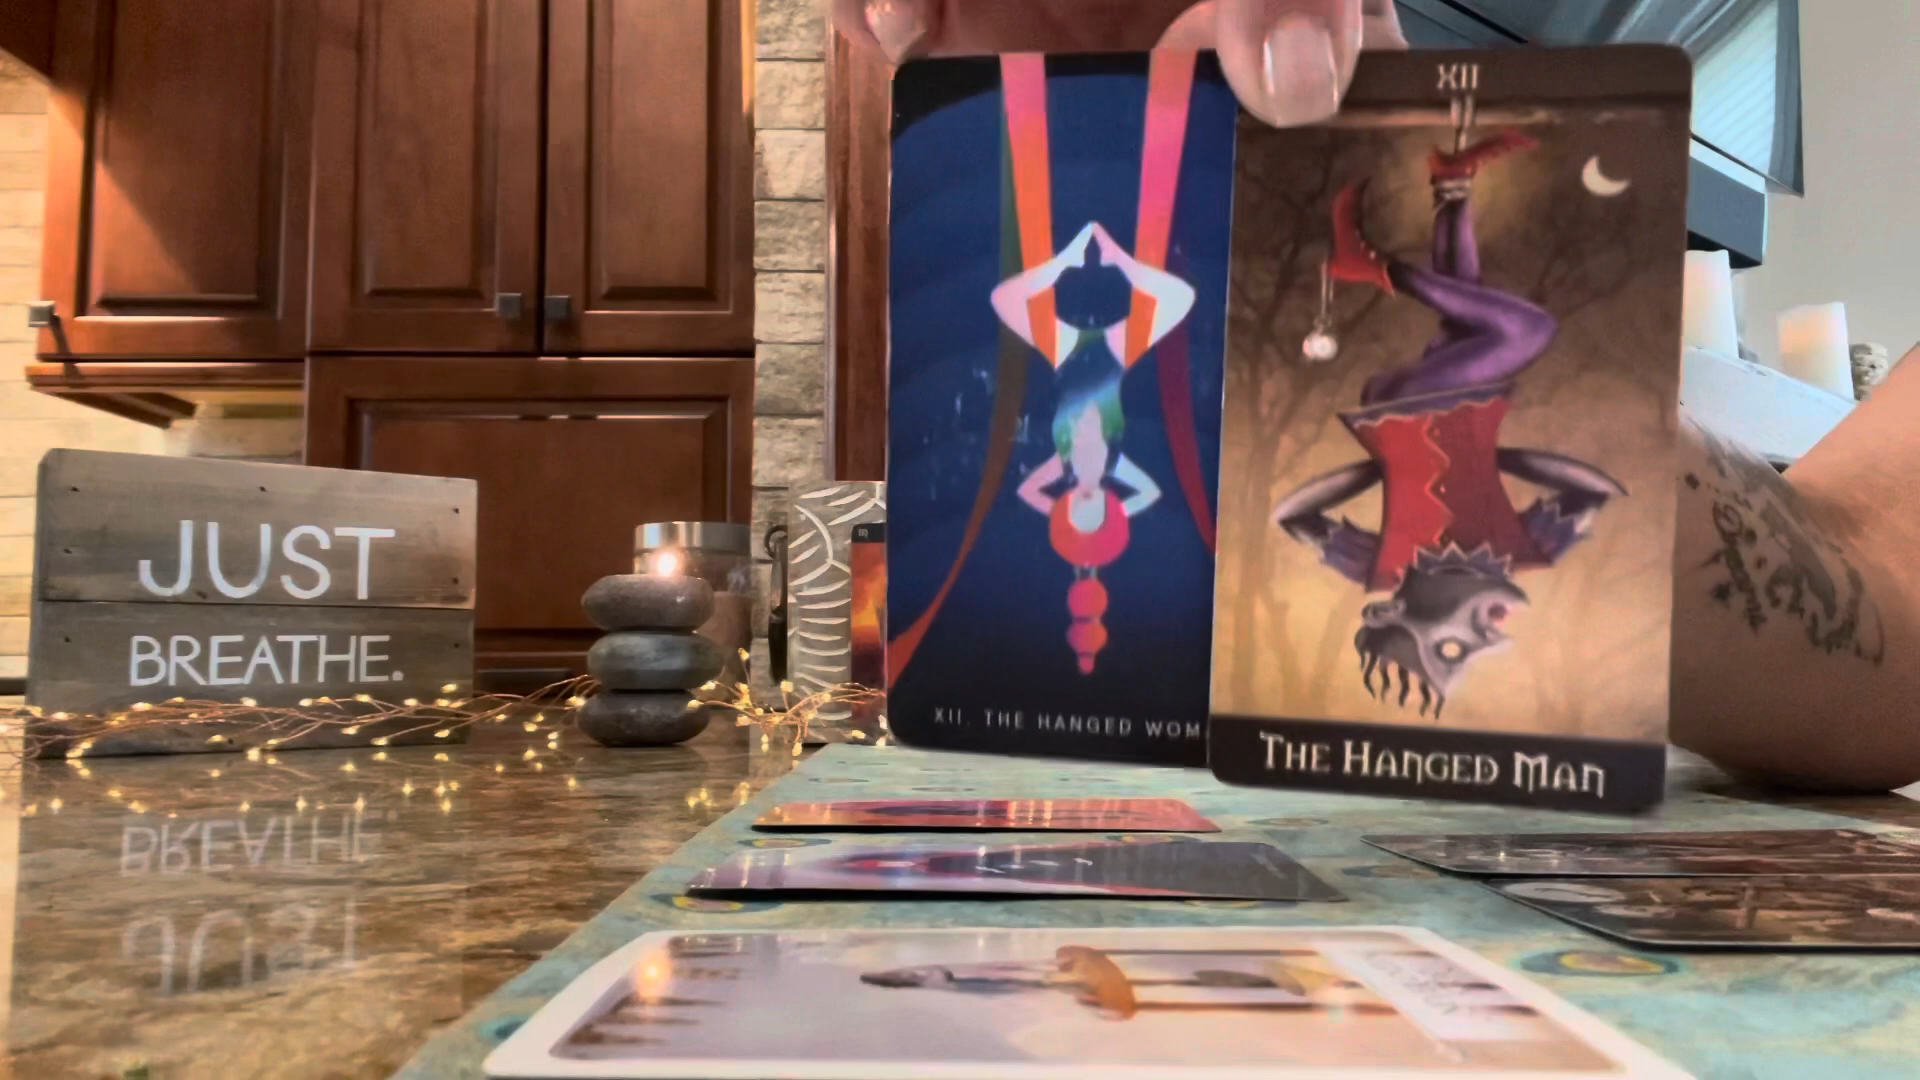 JUST
BREATHE.
XII. THE HANGED WOM
XII
THE HANGED MAN